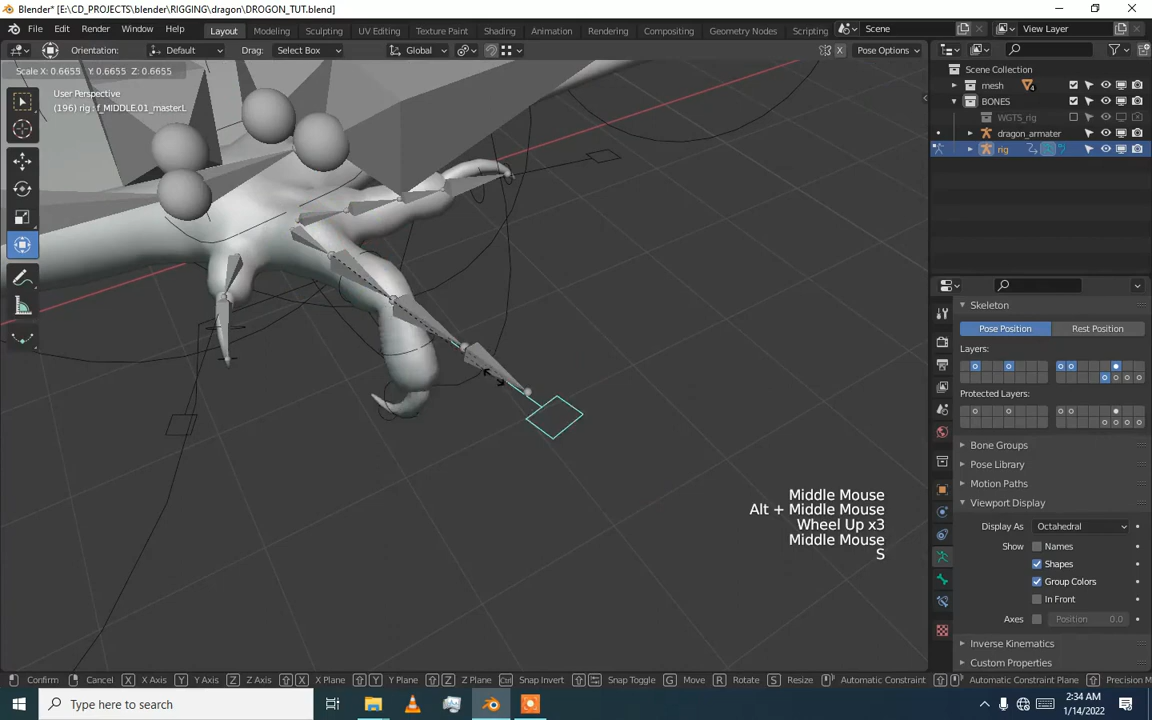 Blender* [E:\CD_PROJECTS\blender\RIGGING\dragon\DROGON_TUT.blend]
File Edit Render Window Help Layout Modeling Sculpting UV Editing Texture Paint Shading Animation Rendering Compositing Geometry Nodes Scripting Scene View Layer
Orientation: Default Drag: Select Box Global X Pose Options
Scale X: 0.6655 Y: 0.6655 Z: 0.6655
Scene Collection
User Perspective
(196) rig : f_MIDDLE.01_master.L
mesh 4
BONES
WGTS_rig
dragon_armater
rig
Skeleton
Pose Position Rest Position
Layers:
Protected Layers:
Bone Groups
Pose Library
Motion Paths
Viewport Display
Display As Octahedral
Show Names
Shapes
Group Colors
In Front
Axes Position 0.0
Inverse Kinematics
Custom Properties
Middle Mouse
Alt + Middle Mouse
Wheel Up x3
Middle Mouse
S
Confirm Cancel X X Axis Y Y Axis Z Z Axis X X Plane Y Y Plane Z Z Plane Ctrl Snap Invert Snap Toggle G Move R Rotate S Resize Automatic Constraint Automatic Constraint Plane Precision M
Type here to search
2:34 AM
1/14/2022